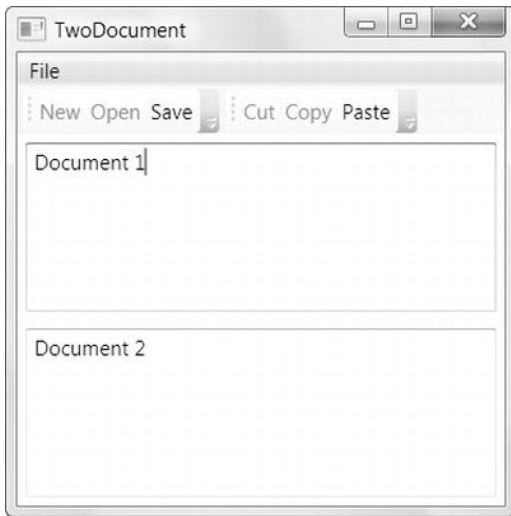 TwoDocument
File
New Open Save Cut Copy Paste
Document 1
Document 2